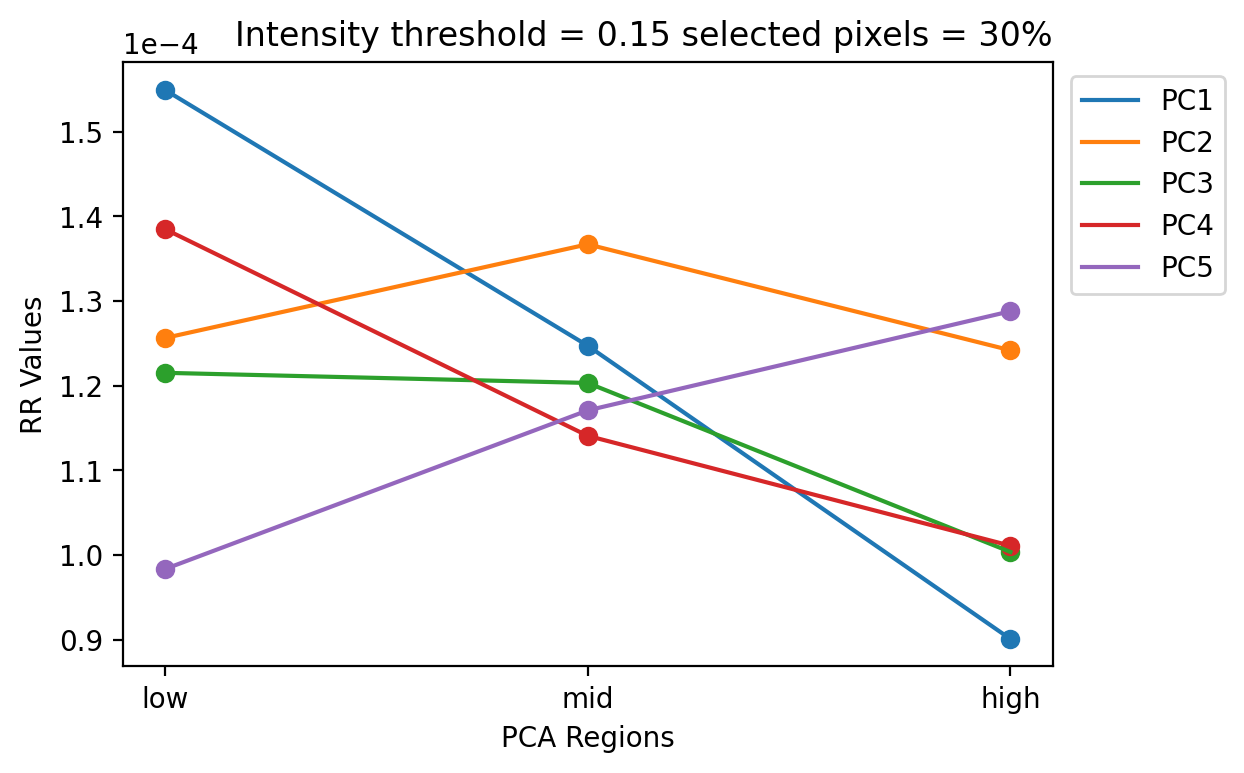 Intensity threshold = 0.15 selected pixels = 30%
1e−4
1.5
1.4
1.3
1.2
1.1
1.0
0.9
RR Values
low
mid
high
PCA Regions
PC1
PC2
PC3
PC4
PC5